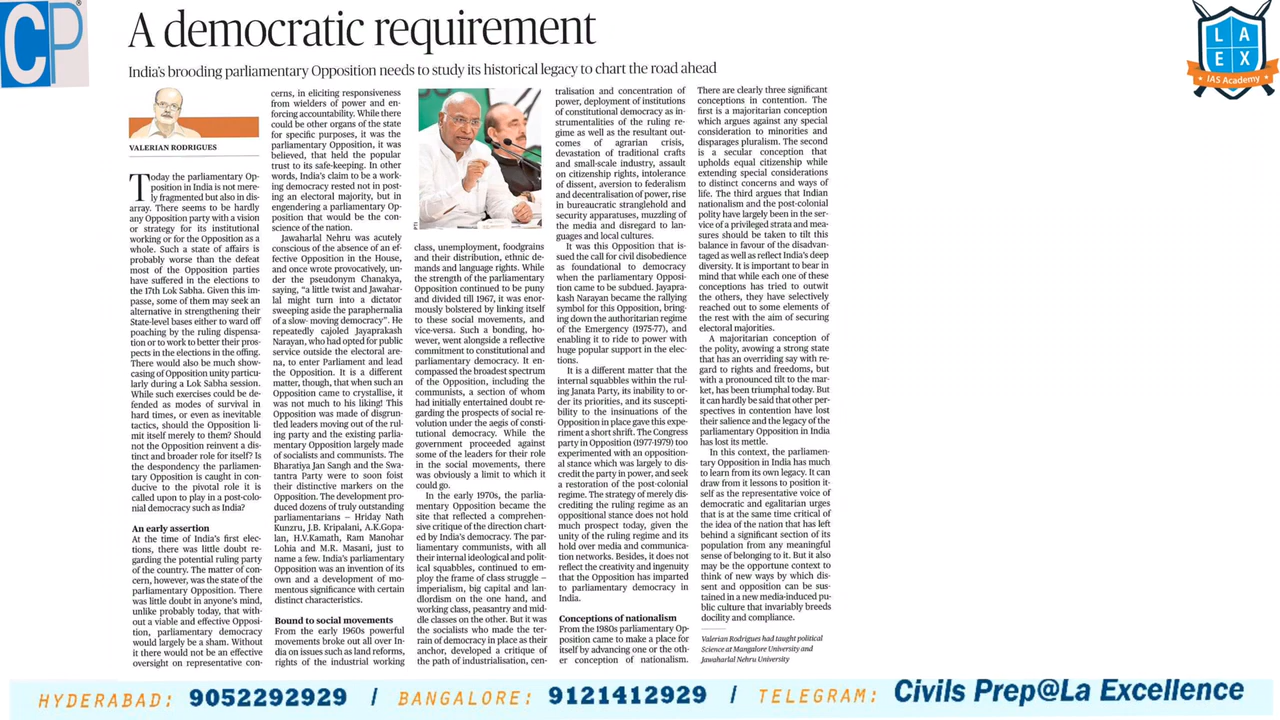 CP
A democratic requirement
India's brooding parliamentary Opposition needs to study its historical legacy to chart the road ahead
L A
E X
IAS Academy
VALERIAN RODRIGUES
Today the parliamentary Op-
position in India is not mere-
ly fragmented but also in dis-
array. There seems to be hardly
any Opposition party with a vision
or strategy for its institutional
working or for the Opposition as a
whole. Such a state of affairs is
probably worse than the defeat
most of the Opposition parties
have suffered in the elections to
the 17th Lok Sabha. Given this im-
passe, some of them may seek an
alternative in strengthening their
State-level bases either to ward off
poaching by the ruling dispensa-
tion or to work to better their pros-
pects in the elections in the offing.
There would also be much show-
casing of Opposition unity particu-
larly during a Lok Sabha session.
While such exercises could be de-
fended as modes of survival in
hard times, or even as inevitable
tactics, should the Opposition li-
mit itself merely to them? Should
not the Opposition reinvent a dis-
tinct and broader role for itself? Is
the despondency the parliamen-
tary Opposition is caught in con-
ducive to the pivotal role it is
called upon to play in a post-colo-
nial democracy such as India?
An early assertion
At the time of India's first elec-
tions, there was little doubt re-
garding the potential ruling party
of the country. The matter of con-
cern, however, was the state of the
parliamentary Opposition. There
was little doubt in anyone's mind,
unlike probably today, that with-
out a viable and effective Opposi-
tion, parliamentary democracy
would largely be a sham. Without
it there would not be an effective
oversight on representative con-
cerns, in eliciting responsiveness
from wielders of power and en-
forcing accountability. While there
could be other organs of the state
for specific purposes, it was the
parliamentary Opposition, it was
believed, that held the popular
trust to its safe-keeping. In other
words, India's claim to be a work-
ing democracy rested not in post-
ing an electoral majority, but in
engendering a parliamentary Op-
position that would be the con-
science of the nation.
Jawaharlal Nehru was acutely
conscious of the absence of an ef-
fective Opposition in the House,
and once wrote provocatively, un-
der the pseudonym Chanakya,
saying, "a little twist and Jawahar-
lal might turn into a dictator
sweeping aside the paraphernalia
of a slow-moving democracy". He
repeatedly cajoled Jayaprakash
Narayan, who had opted for public
service outside the electoral are-
na, to enter Parliament and lead
the Opposition. It is a different
matter, though, that when such an
Opposition came to crystallise, it
was not much to his liking! This
Opposition was made of disgrun-
tled leaders moving out of the rul-
ing party and the existing parlia-
mentary Opposition largely made
of socialists and communists. The
Bharatiya Jan Sangh and the Swa-
tantra Party were to soon foist
their distinctive markers on the
Opposition. The development pro-
duced dozens of truly outstanding
parliamentarians – Hriday Nath
Kunzru, J.B. Kripalani, A.K.Gopa-
lan, H.V.Kamath, Ram Manohar
Lohia and M.R. Masani, just to
name a few. India's parliamentary
Opposition was an invention of its
own and a development of mo-
mentous significance with certain
distinct characteristics.
Bound to social movements
From the early 1960s powerful
movements broke out all over In-
dia on issues such as land reforms,
rights of the industrial working
PTI
class, unemployment, foodgrains
and their distribution, ethnic de-
mands and language rights. While
the strength of the parliamentary
Opposition continued to be puny
and divided till 1967, it was enor-
mously bolstered by linking itself
to these social movements, and
vice-versa. Such a bonding, ho-
wever, went alongside a reflective
commitment to constitutional and
parliamentary democracy. It en-
compassed the broadest spectrum
of the Opposition, including the
communists, a section of whom
had initially entertained doubt re-
garding the prospects of social re-
volution under the aegis of consti-
tutional democracy. While the
government proceeded against
some of the leaders for their role
in the social movements, there
was obviously a limit to which it
could go.
In the early 1970s, the parlia-
mentary Opposition became the
site that reflected a comprehen-
sive critique of the direction chart-
ed by India's democracy. The par-
liamentary communists, with all
their internal ideological and polit-
ical squabbles, continued to em-
ploy the frame of class struggle –
imperialism, big capital and lan-
dlordism on the one hand, and
working class, peasantry and mid-
dle classes on the other. But it was
the socialists who made the ter-
rain of democracy in place as their
anchor, developed a critique of
the path of industrialisation, cen-
tralisation and concentration of
power, deployment of institutions
of constitutional democracy as in-
strumentalities of the ruling re-
gime as well as the resultant out-
comes of agrarian crisis,
devastation of traditional crafts
and small-scale industry, assault
on citizenship rights, intolerance
of dissent, aversion to federalism
and decentralisation of power, rise
in bureaucratic stranglehold and
security apparatuses, muzzling of
the media and disregard to lan-
guages and local cultures.
It was this Opposition that is-
sued the call for civil disobedience
as foundational to democracy
when the parliamentary Opposi-
tion came to be subdued. Jayapra-
kash Narayan became the rallying
symbol for this Opposition, bring-
ing down the authoritarian regime
of the Emergency (1975-77), and
enabling it to ride to power with
huge popular support in the elec-
tions.
It is a different matter that the
internal squabbles within the rul-
ing Janata Party, its inability to or-
der its priorities, and its suscepti-
bility to the insinuations of the
Opposition in place gave this expe-
riment a short shrift. The Congress
party in Opposition (1977-1979) too
experimented with an opposition-
al stance which was largely to dis-
credit the party in power, and seek
a restoration of the post-colonial
regime. The strategy of merely dis-
crediting the ruling regime as an
oppositional stance does not hold
much prospect today, given the
unity of the ruling regime and its
hold over media and communica-
tion networks. Besides, it does not
reflect the creativity and ingenuity
that the Opposition has imparted
to parliamentary democracy in
India.
Conceptions of nationalism
From the 1980s parliamentary Op-
position came to make a place for
itself by advancing one or the oth-
er conception of nationalism.
There are clearly three significant
conceptions in contention. The
first is a majoritarian conception
which argues against any special
consideration to minorities and
disparages pluralism. The second
is a secular conception that
upholds equal citizenship while
extending special considerations
to distinct concerns and ways of
life. The third argues that Indian
nationalism and the post-colonial
polity have largely been in the ser-
vice of a privileged strata and mea-
sures should be taken to tilt this
balance in favour of the disadvan-
taged as well as reflect India's deep
diversity. It is important to bear in
mind that while each one of these
conceptions has tried to outwit
the others, they have selectively
reached out to some elements of
the rest with the aim of securing
electoral majorities.
A majoritarian conception of
the polity, avowing a strong state
that has an overriding say with re-
gard to rights and freedoms, but
with a pronounced tilt to the mar-
ket, has been triumphal today. But
it can hardly be said that other per-
spectives in contention have lost
their salience and the legacy of the
parliamentary Opposition in India
has lost its mettle.
In this context, the parliamen-
tary Opposition in India has much
to learn from its own legacy. It can
draw from it lessons to position it-
self as the representative voice of
democratic and egalitarian urges
that is at the same time critical of
the idea of the nation that has left
behind a significant section of its
population from any meaningful
sense of belonging to it. But it also
may be the opportune context to
think of new ways by which dis-
sent and opposition can be sus-
tained in a new media-induced pu-
blic culture that invariably breeds
docility and compliance.
Valerian Rodrigues had taught political
Science at Mangalore University and
Jawaharlal Nehru University
HYDERABAD: 9052292929 / BANGALORE: 9121412929 / TELEGRAM: Civils Prep@La Excellence